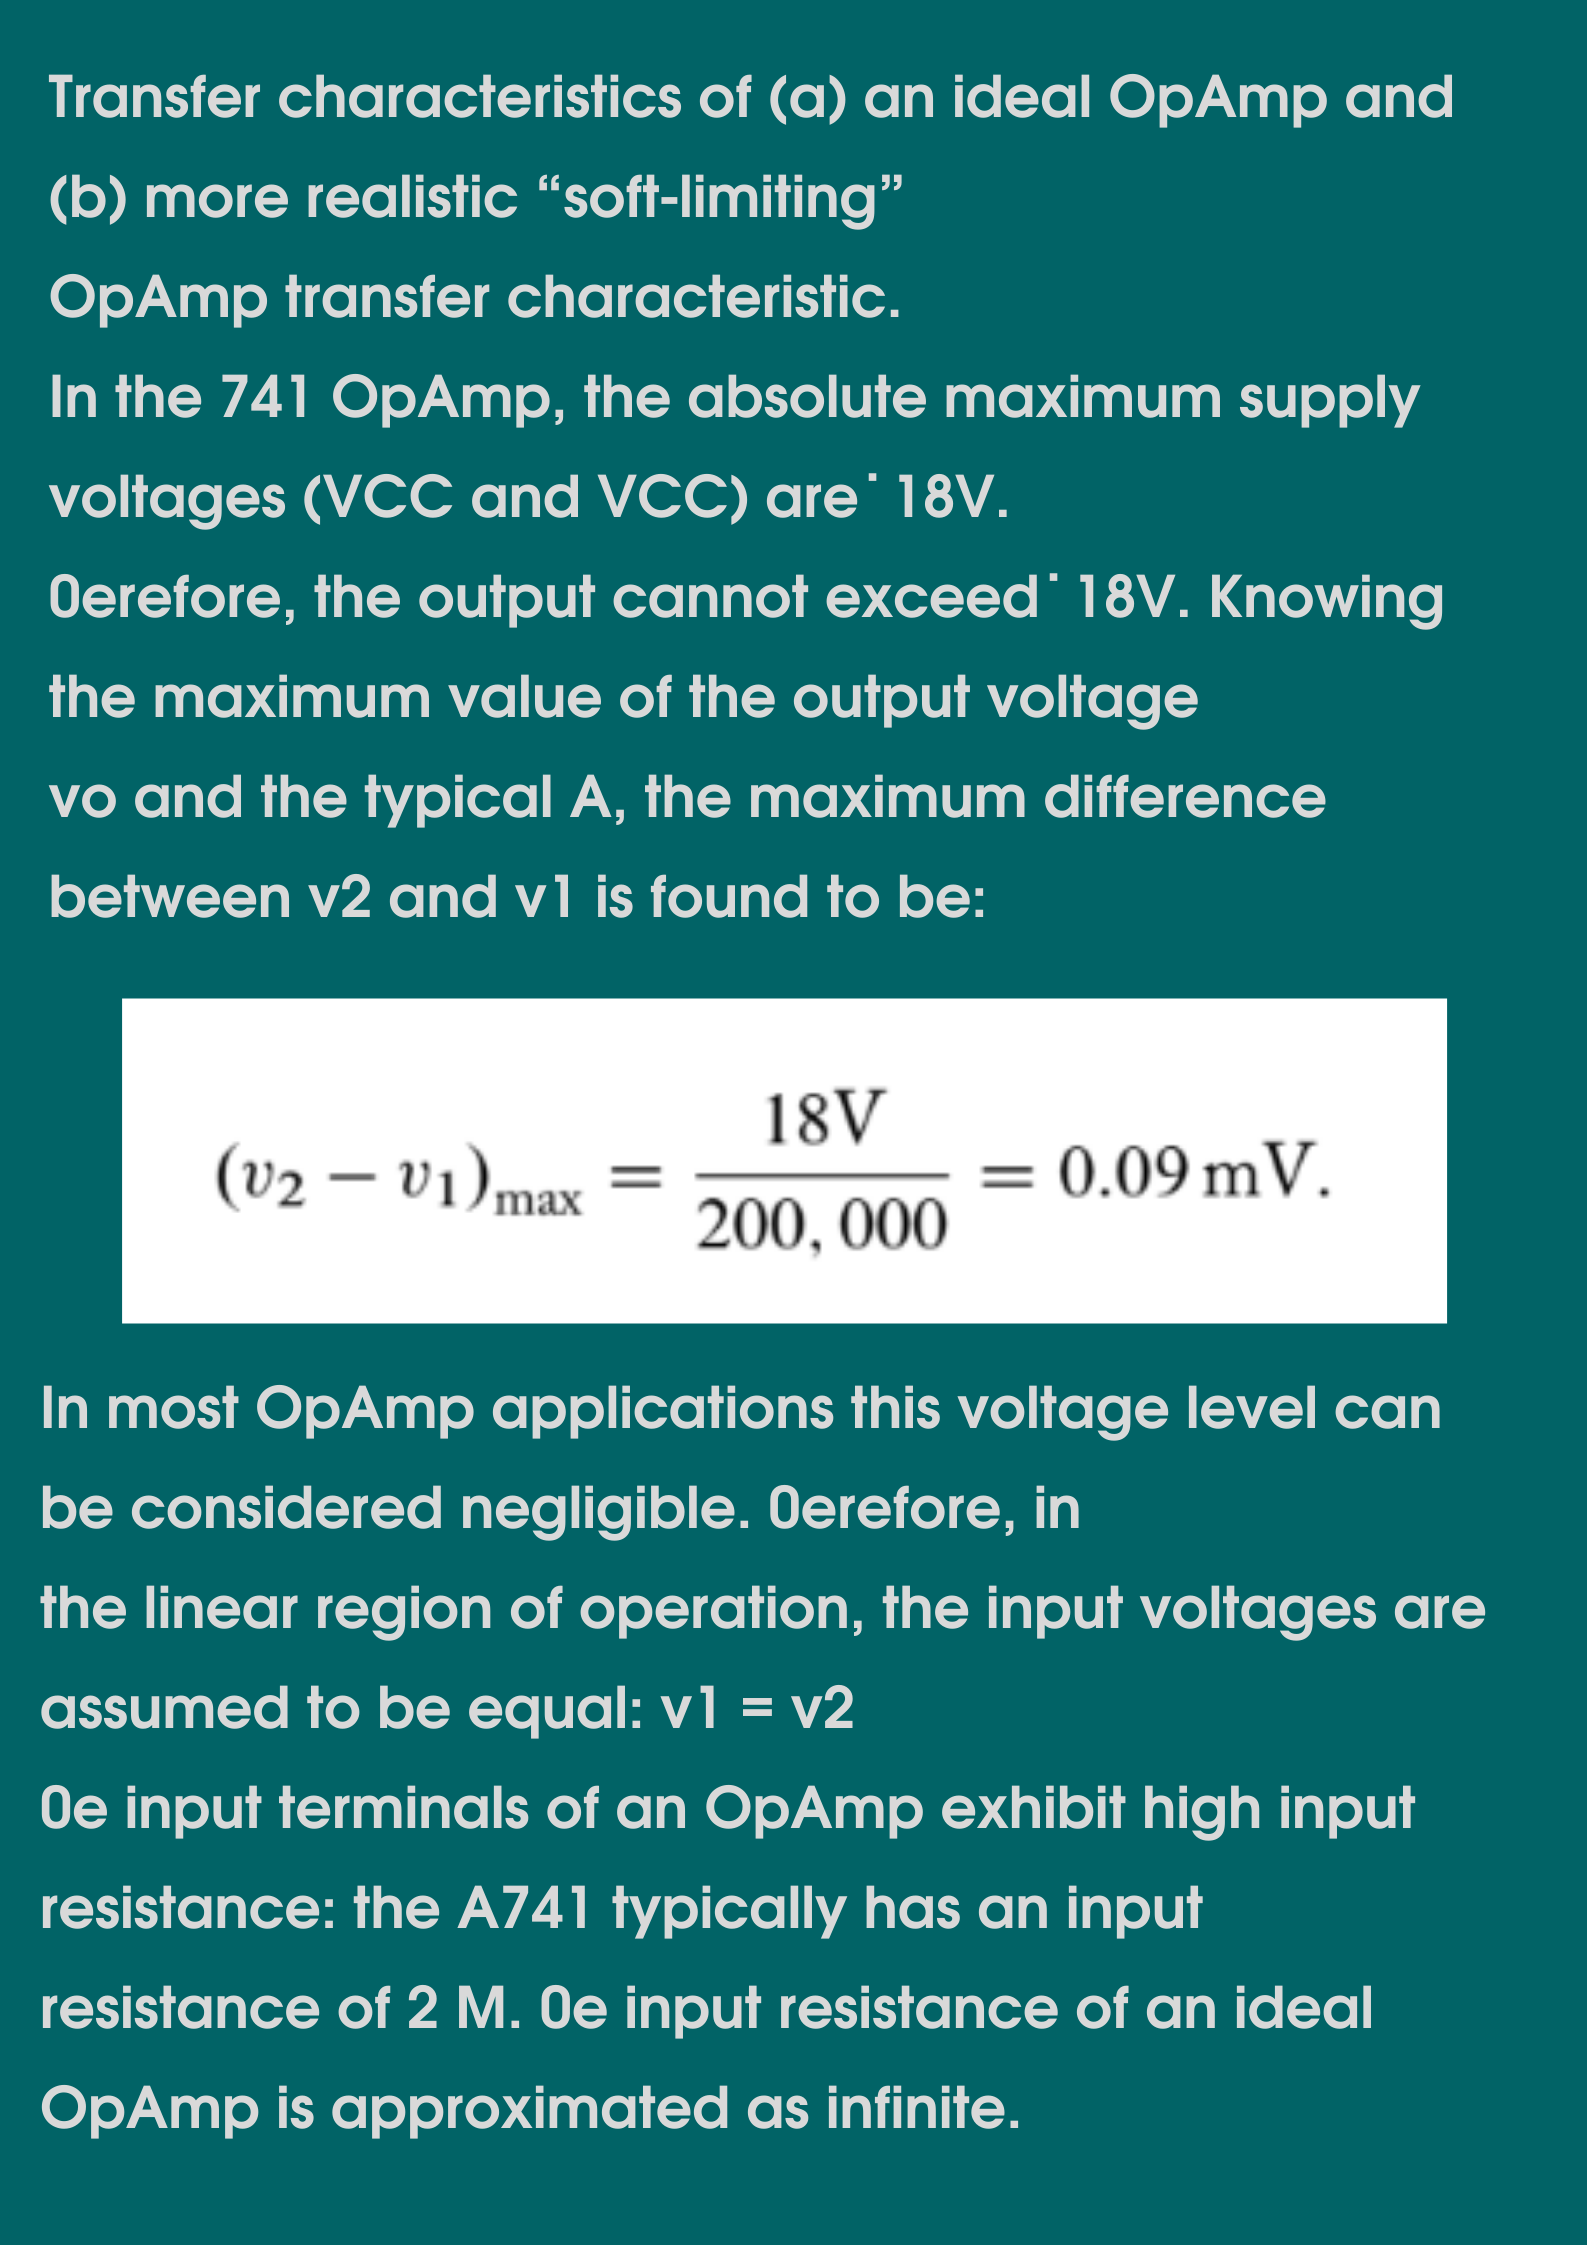 Transfer characteristics of (a) an ideal OpAmp and
(b) more realistic “soft-limiting”
OpAmp transfer characteristic.
In the 741 OpAmp, the absolute maximum supply
voltages (VCC and VCC) are˙ 18V.
0erefore, the output cannot exceed˙ 18V. Knowing
the maximum value of the output voltage
vo and the typical A, the maximum difference
between v2 and v1 is found to be:
(v₂ − v₁)max = 18V / 200, 000 = 0.09 mV.
In most OpAmp applications this voltage level can
be considered negligible. 0erefore, in
the linear region of operation, the input voltages are
assumed to be equal: v1 = v2
0e input terminals of an OpAmp exhibit high input
resistance: the A741 typically has an input
resistance of 2 M. 0e input resistance of an ideal
OpAmp is approximated as infinite.